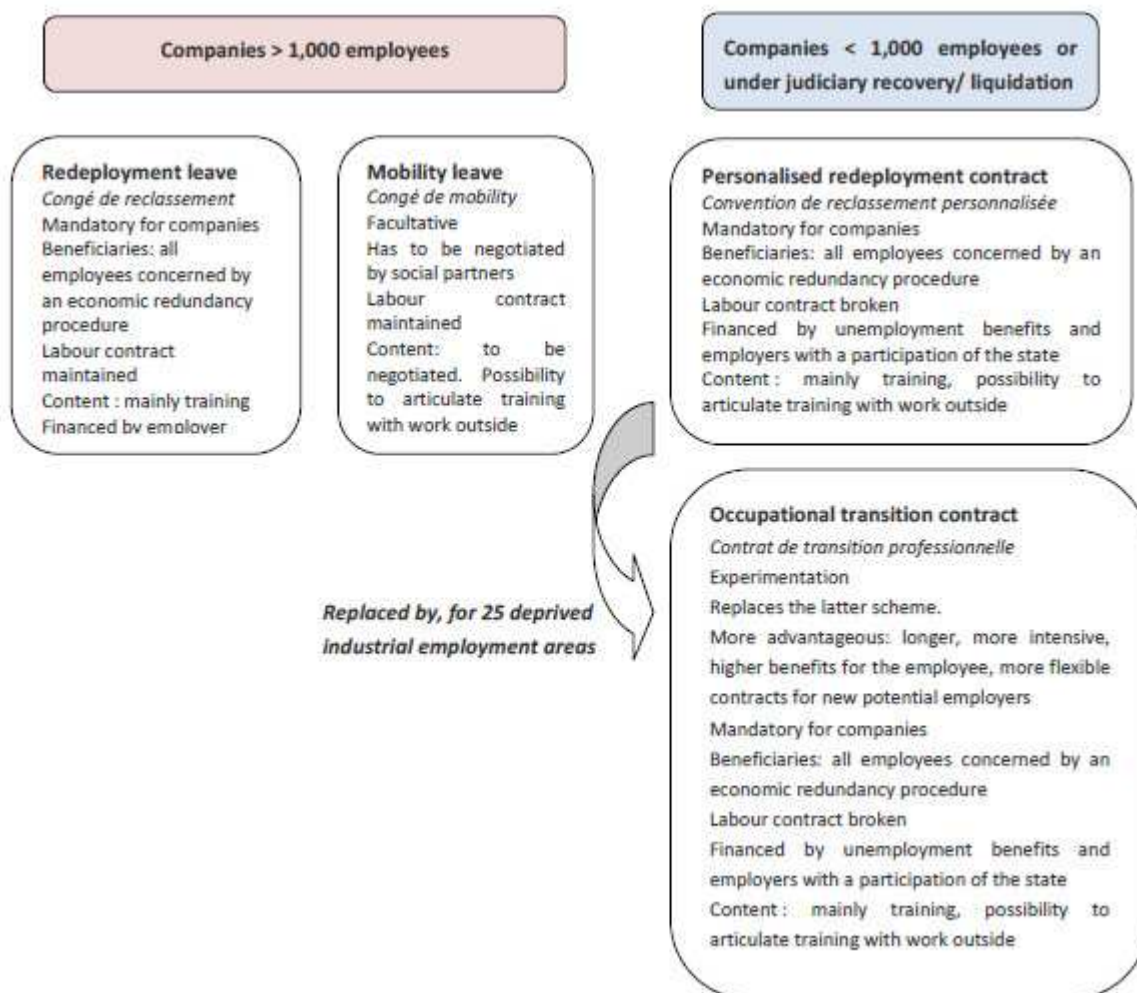 Companies > 1,000 employees
Companies < 1,000 employees or
under judiciary recovery/ liquidation
Redeployment leave
Congé de reclassement
Mandatory for companies
Beneficiaries: all
employees concerned by
an economic redundancy
procedure
Labour contract
maintained
Content : mainly training
Financed by employer
Mobility leave
Congé de mobility
Facultative
Has to be negotiated
by social partners
Labour contract
maintained
Content: to be
negotiated. Possibility
to articulate training
with work outside
Personalised redeployment contract
Convention de reclassement personnalisée
Mandatory for companies
Beneficiaries: all employees concerned by an
economic redundancy procedure
Labour contract broken
Financed by unemployment benefits and
employers with a participation of the state
Content : mainly training, possibility to
articulate training with work outside
Replaced by, for 25 deprived
industrial employment areas
Occupational transition contract
Contrat de transition professionnelle
Experimentation
Replaces the latter scheme.
More advantageous: longer, more intensive,
higher benefits for the employee, more flexible
contracts for new potential employers
Mandatory for companies
Beneficiaries: all employees concerned by an
economic redundancy procedure
Labour contract broken
Financed by unemployment benefits and
employers with a participation of the state
Content : mainly training, possibility to
articulate training with work outside